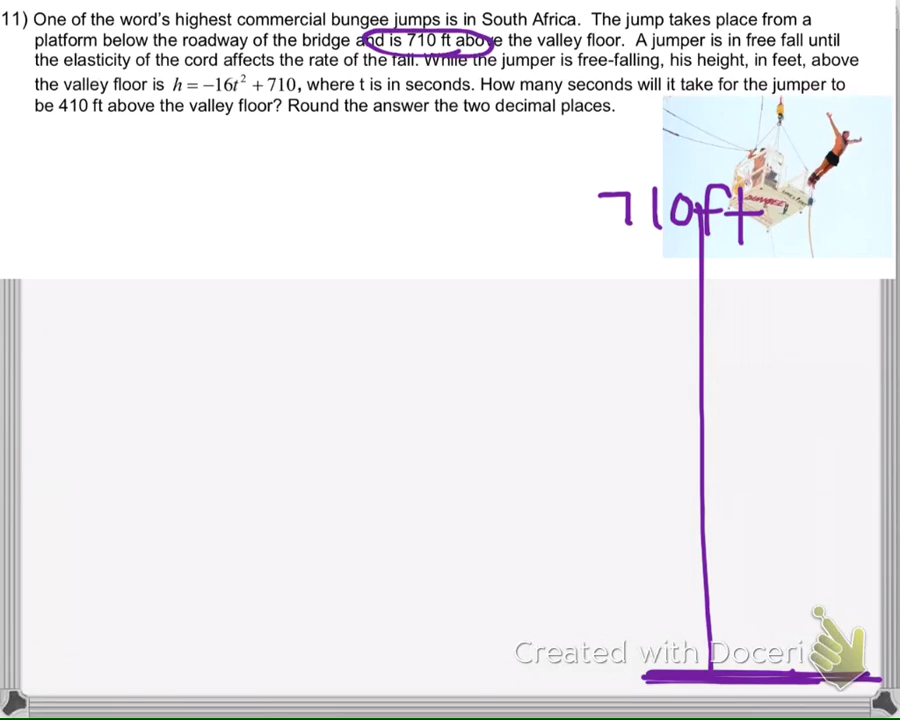 11) One of the word's highest commercial bungee jumps is in South Africa. The jump takes place from a
platform below the roadway of the bridge and is 710 ft above the valley floor. A jumper is in free fall until
the elasticity of the cord affects the rate of the fall. While the jumper is free-falling, his height, in feet, above
the valley floor is h = −16t² + 710, where t is in seconds. How many seconds will it take for the jumper to
be 410 ft above the valley floor? Round the answer the two decimal places.
BUNGEE
710ft
Created with Doceri